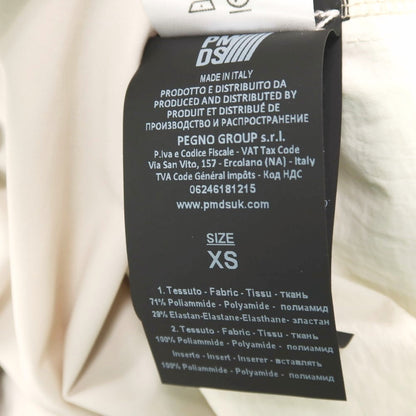 PM
DS
MADE IN ITALY
PRODOTTO E DISTRIBUITO DA
PRODUCED AND DISTRIBUTED BY
PRODUIT ET DISTRIBUÉ DE
ПРОИЗВОДСТВО И РАСПРОСТРАНЕНИЕ
PEGNO GROUP s.r.l.
P.iva e Codice Fiscale - VAT Tax Code
Via San Vito, 157 - Ercolano (NA) - Italy
TVA Code Général Impôts - Код НДС
06246181215
www.pmdsuk.com
SIZE
XS
1. Tessuto - Fabric - Tissu - ткань
71% Poliammide - Polyamide - полиамид
29% Elastan-Elastane-Elasthane- эластан
2. Tessuto - Fabric - Tissu - ткань
100% Poliammide - Polyamide - полиамид
Inserto - Insert - Inserer - вставлять
100% Poliammide - Polyamide - полиамид